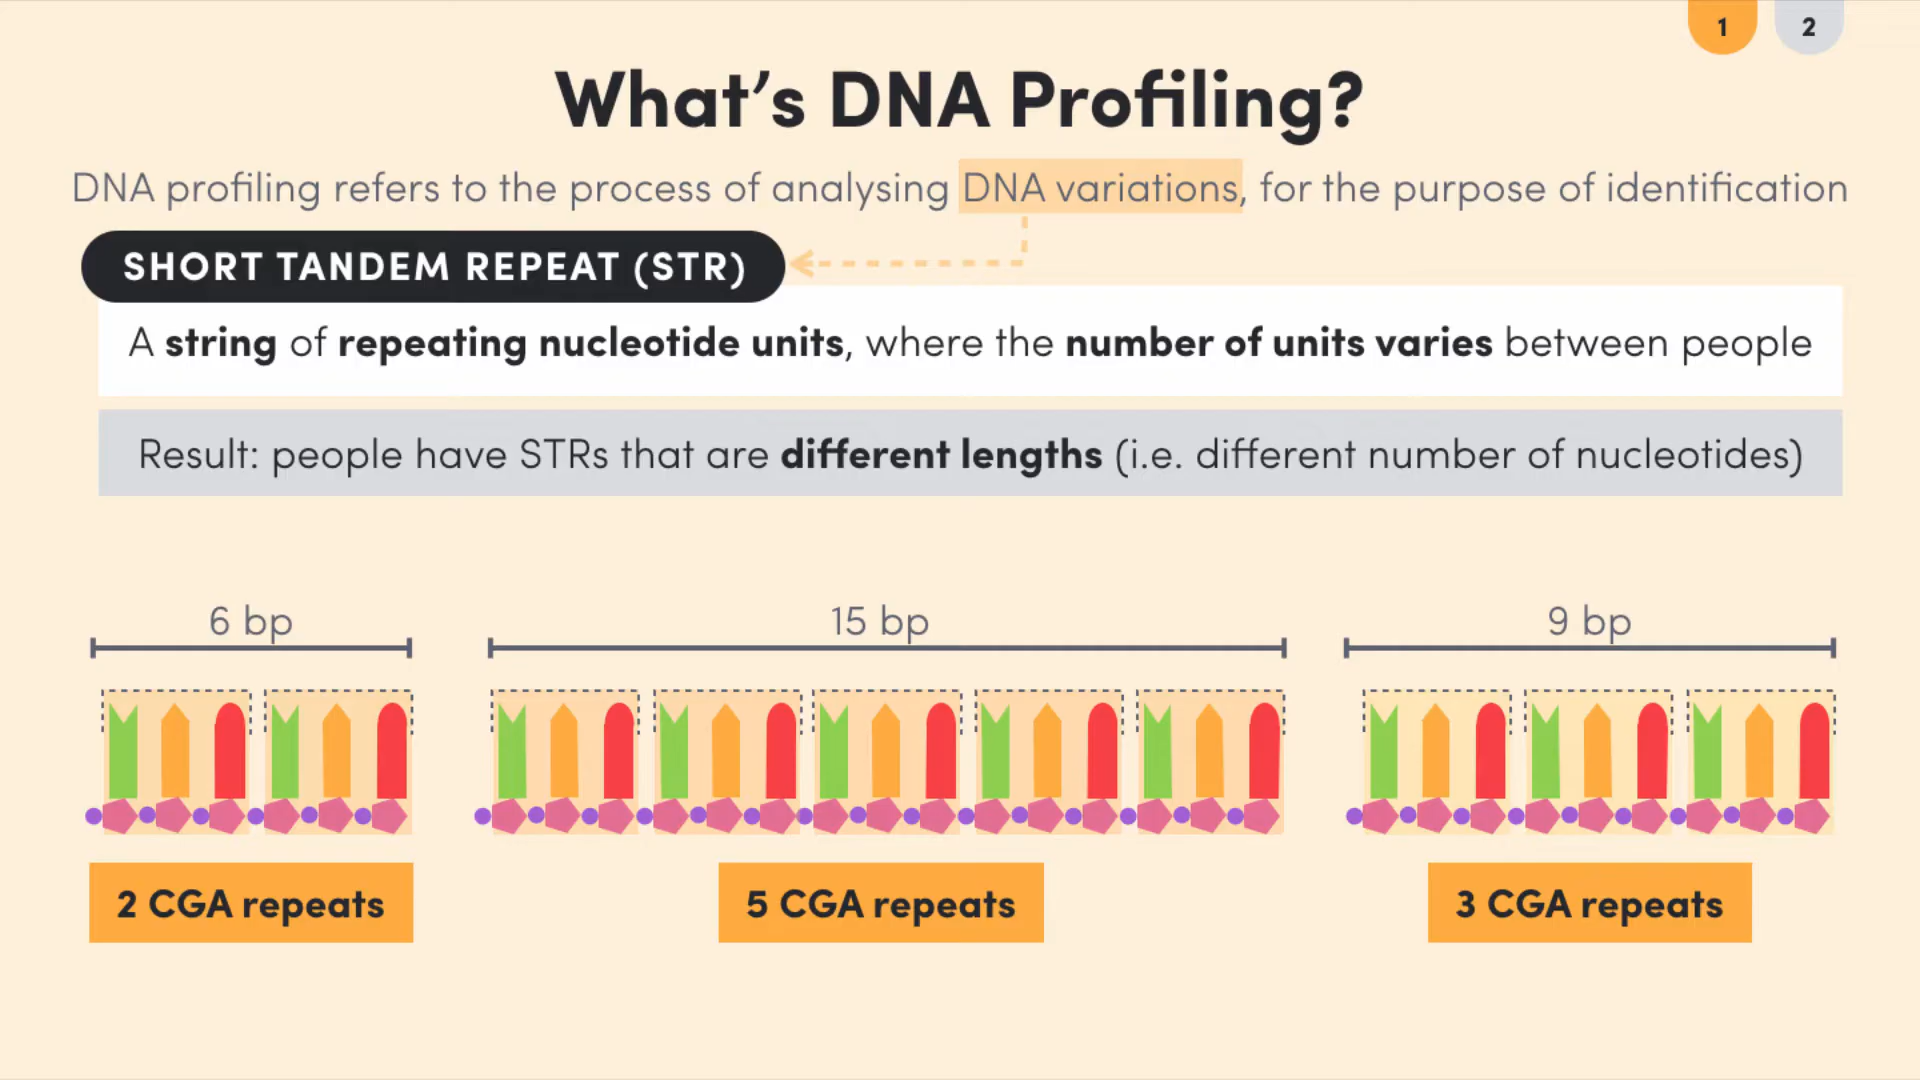 1 2
What’s DNA Profiling?
DNA profiling refers to the process of analysing DNA variations, for the purpose of identification
SHORT TANDEM REPEAT (STR)
A string of repeating nucleotide units, where the number of units varies between people
Result: people have STRs that are different lengths (i.e. different number of nucleotides)
6 bp 15 bp 9 bp
2 CGA repeats 5 CGA repeats 3 CGA repeats